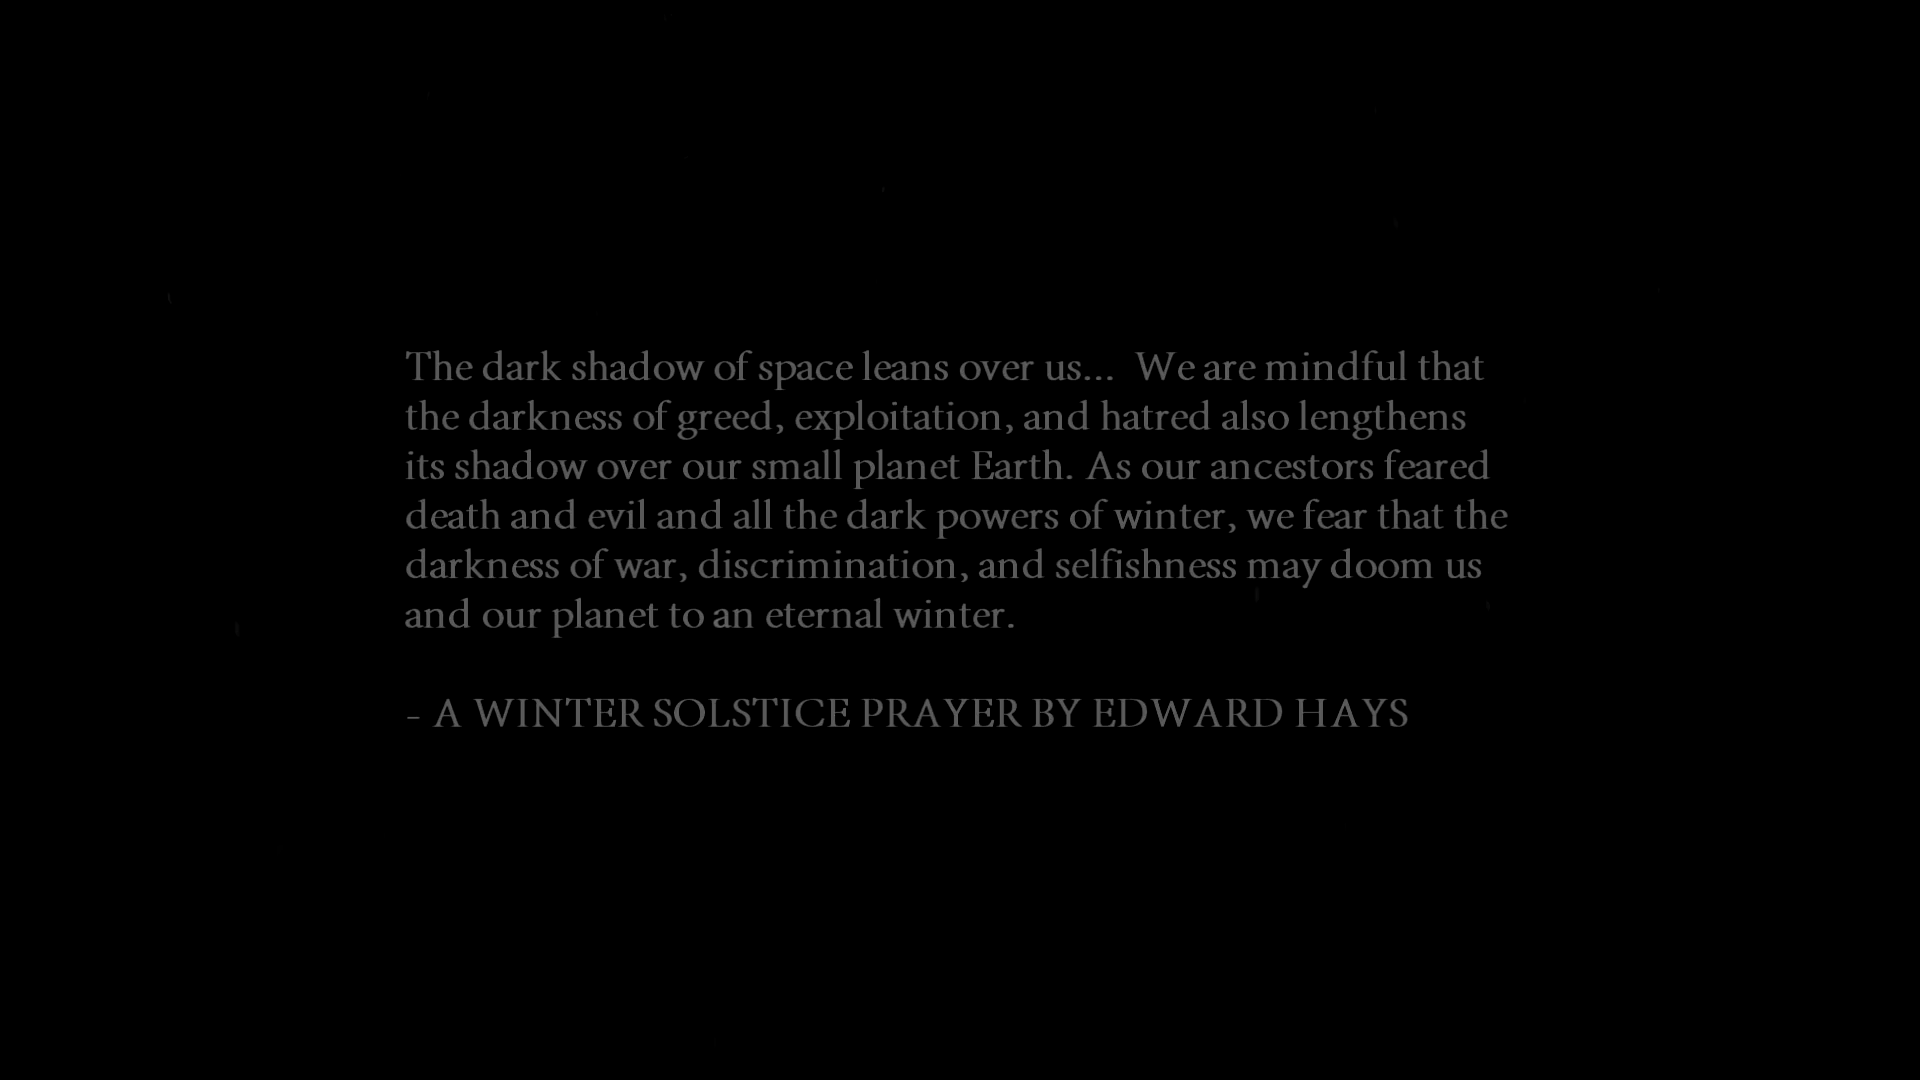 The dark shadow of space leans over us... We are mindful that
the darkness of greed, exploitation, and hatred also lengthens
its shadow over our small planet Earth. As our ancestors feared
death and evil and all the dark powers of winter, we fear that the
darkness of war, discrimination, and selfishness may doom us
and our planet to an eternal winter.
- A WINTER SOLSTICE PRAYER BY EDWARD HAYS